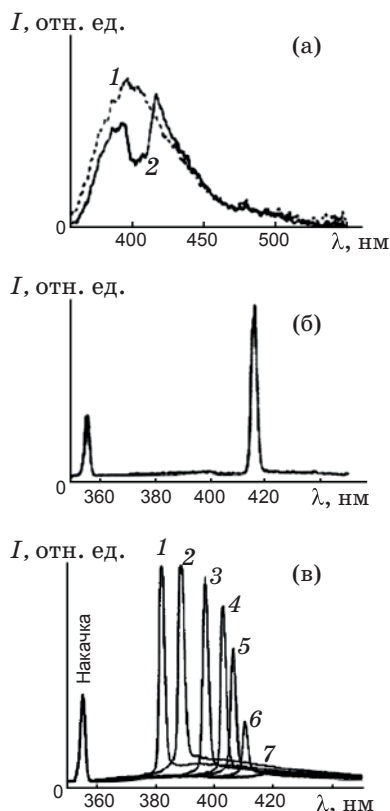 I, отн. ед.
(а)
1
2
0
400 450 500 λ, нм
I, отн. ед.
(б)
0
360 380 400 420 λ, нм
I, отн. ед.
(в)
1 2 3 4 5 6 7
Накачка
0
360 380 400 420 λ, нм